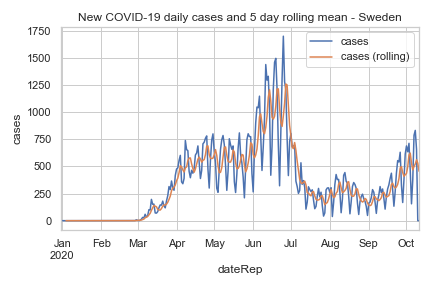 New COVID-19 daily cases and 5 day rolling mean - Sweden
cases
cases (rolling)
1750
1500
1250
1000
750
500
250
0
cases
Jan Feb Mar Apr May Jun Jul Aug Sep Oct
2020
dateRep